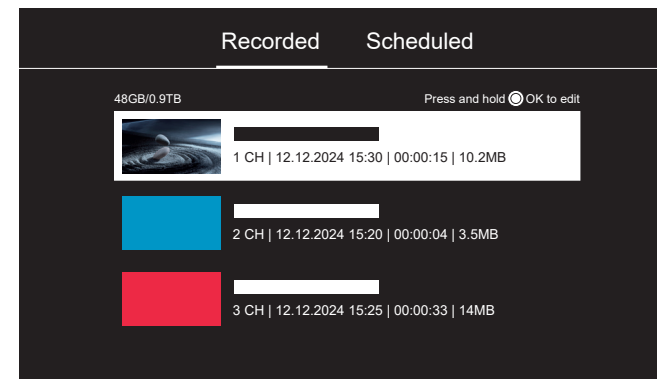 Recorded Scheduled
48GB/0.9TB Press and hold OK to edit
1 CH | 12.12.2024 15:30 | 00:00:15 | 10.2MB
2 CH | 12.12.2024 15:20 | 00:00:04 | 3.5MB
3 CH | 12.12.2024 15:25 | 00:00:33 | 14MB